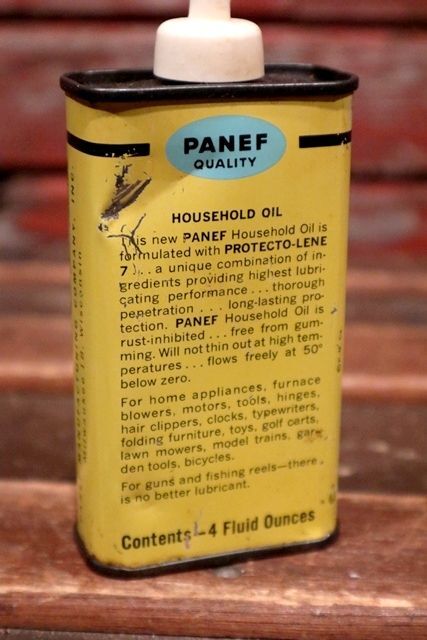 PANEF
QUALITY
HOUSEHOLD OIL
This new PANEF Household Oil is
formulated with PROTECTO-LENE
7 . . . a unique combination of in-
gredients providing highest lubri-
cating performance . . . thorough
penetration . . . long-lasting pro-
tection. PANEF Household Oil is
rust-inhibited . . . free from gum-
ming. Will not thin out at high tem-
peratures . . . flows freely at 50°
below zero.
For home appliances, furnace
blowers, motors, tools, hinges,
hair clippers, clocks, typewriters,
folding furniture, toys, golf carts,
lawn mowers, model trains, gar-
den tools, bicycles.
For guns and fishing reels—there
is no better lubricant.
Contents—4 Fluid Ounces
MANUFACTURING COMPANY, INC.